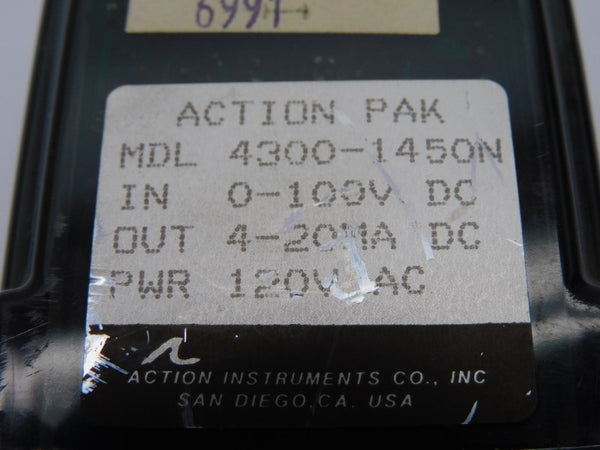 6991
ACTION PAK
MDL 4300-1450N
IN 0-100V DC
OUT 4-20MA DC
PWR 120V AC
ACTION INSTRUMENTS CO., INC
SAN DIEGO, CA. USA